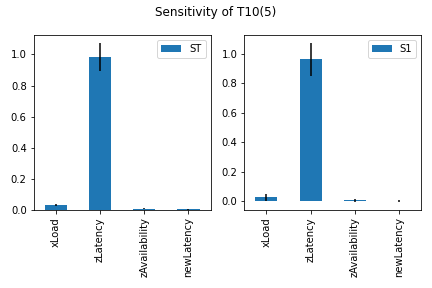 Sensitivity of T10(5)
ST
1.0
0.8
0.6
0.4
0.2
0.0
xLoad
zLatency
zAvailability
newLatency
S1
1.0
0.8
0.6
0.4
0.2
0.0
xLoad
zLatency
zAvailability
newLatency